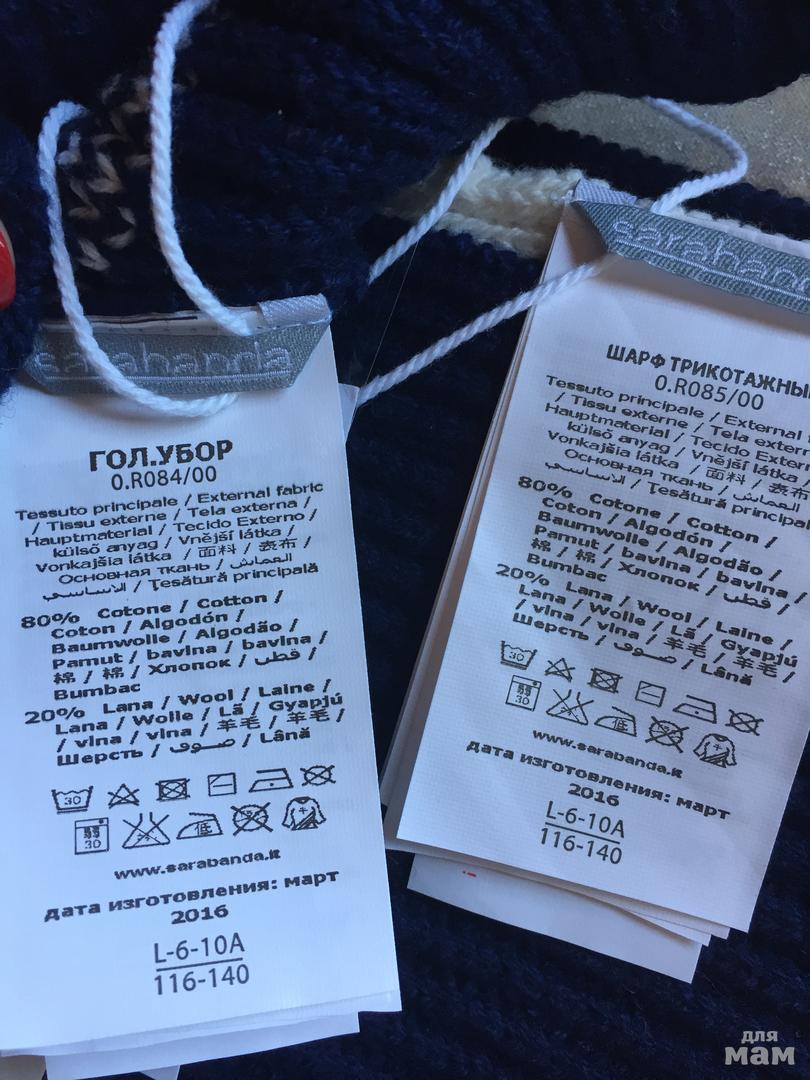 sarabanda
ГОЛ.УБОР
0.R084/00
Tessuto principale / External fabric
/ Tissu externe / Tela externa /
Hauptmaterial / Tecido Externo /
külső anyag / Vnější látka /
Vonkajšia látka / 面料 / 表布 /
Основная ткань / القماش
الاساسي / Ţesătură principală
80% Cotone / Cotton /
Coton / Algodón /
Baumwolle / Algodão /
Pamut / bavlna / bavlna /
棉 / 棉 / Хлопок / قطن /
Bumbac
20% Lana / Wool / Laine /
Lana / Wolle / Lã / Gyapjú
/ vlna / vlna / 羊毛 / 羊毛 /
Шерсть / صوف / Lână
30
低
30
www.sarabanda.it
дата изготовления: март
2016
L-6-10A
116-140
sarabanda
ШАРФ ТРИКОТАЖНЫ
0.R085/00
Tessuto principale / External
/ Tissu externe / Tela extern
Hauptmaterial / Tecido Extern
külső anyag / Vnější látka /
Vonkajšia látka / 面料 / 表布
Основная ткань / القماش
الاساسي / Ţesătură principal
80% Cotone / Cotton /
Coton / Algodón /
Baumwolle / Algodão /
Pamut / bavlna / bavlna /
棉 / 棉 / Хлопок / قطن /
Bumbac
20% Lana / Wool / Laine /
Lana / Wolle / Lã / Gyapjú
/ vlna / vlna / 羊毛 / 羊毛 /
Шерсть / صوف / Lână
30
低
30
www.sarabanda.it
дата изготовления: март
2016
L-6-10A
116-140
для
мам